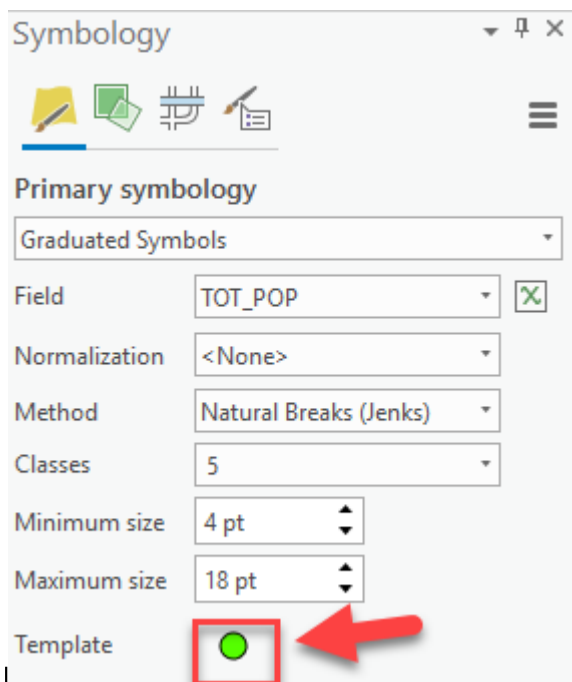 Symbology
Primary symbology
Graduated Symbols
Field TOT_POP
Normalization <None>
Method Natural Breaks (Jenks)
Classes 5
Minimum size 4 pt
Maximum size 18 pt
Template